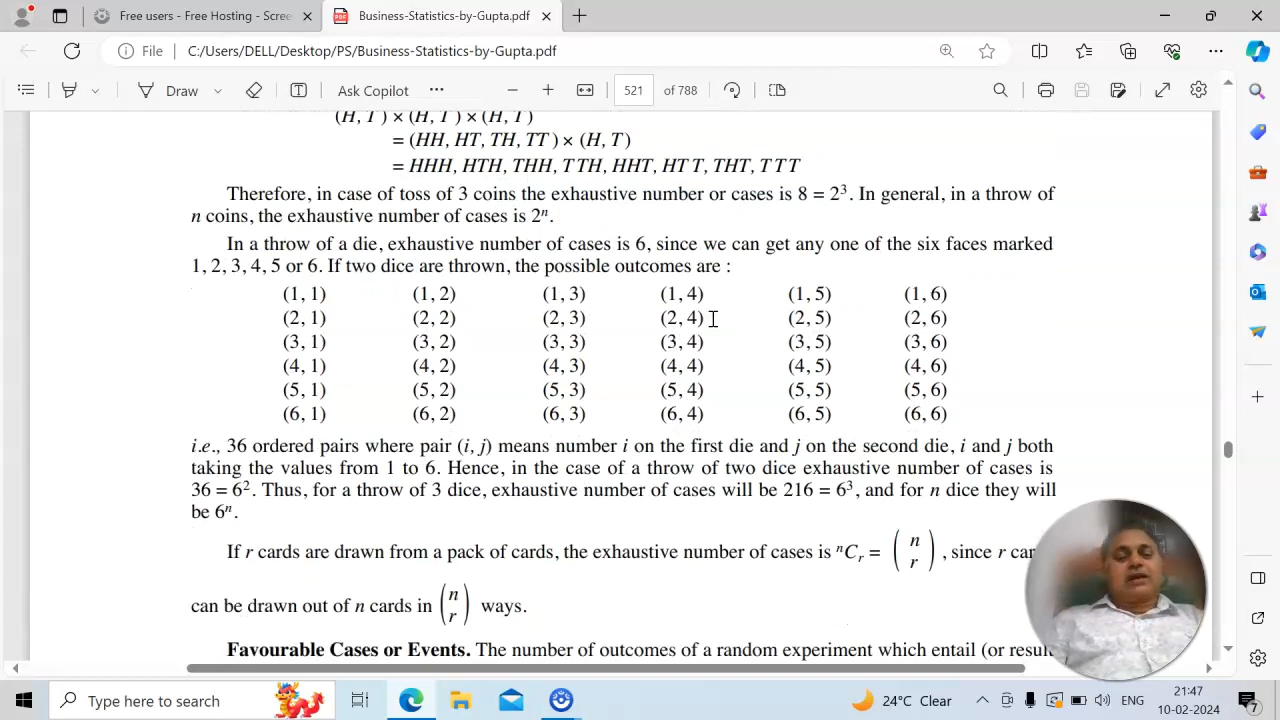 Free users - Free Hosting - Scree
Business-Statistics-by-Gupta.pdf
File C:/Users/DELL/Desktop/PS/Business-Statistics-by-Gupta.pdf
Draw Ask Copilot 521 of 788
(H, T) × (H, T) × (H, T)
= (HH, HT, TH, TT) × (H, T)
= HHH, HTH, THH, TTH, HHT, HTT, THT, TTT
Therefore, in case of toss of 3 coins the exhaustive number or cases is 8 = 2³. In general, in a throw of
n coins, the exhaustive number of cases is 2ⁿ.
In a throw of a die, exhaustive number of cases is 6, since we can get any one of the six faces marked
1, 2, 3, 4, 5 or 6. If two dice are thrown, the possible outcomes are :
(1, 1) (1, 2) (1, 3) (1, 4) (1, 5) (1, 6)
(2, 1) (2, 2) (2, 3) (2, 4) (2, 5) (2, 6)
(3, 1) (3, 2) (3, 3) (3, 4) (3, 5) (3, 6)
(4, 1) (4, 2) (4, 3) (4, 4) (4, 5) (4, 6)
(5, 1) (5, 2) (5, 3) (5, 4) (5, 5) (5, 6)
(6, 1) (6, 2) (6, 3) (6, 4) (6, 5) (6, 6)
i.e., 36 ordered pairs where pair (i, j) means number i on the first die and j on the second die, i and j both
taking the values from 1 to 6. Hence, in the case of a throw of two dice exhaustive number of cases is
36 = 6². Thus, for a throw of 3 dice, exhaustive number of cases will be 216 = 6³, and for n dice they will
be 6ⁿ.
If r cards are drawn from a pack of cards, the exhaustive number of cases is ⁿCᵣ = (n r), since r car
can be drawn out of n cards in (n r) ways.
Favourable Cases or Events. The number of outcomes of a random experiment which entail (or result
Type here to search
24°C Clear
ENG
21:47
10-02-2024
7